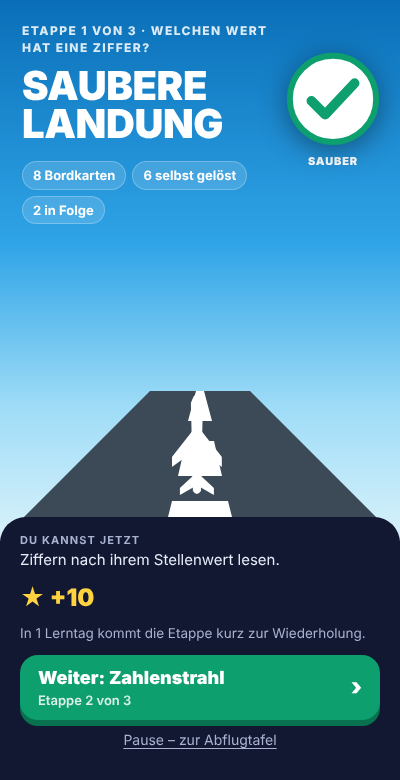 ETAPPE 1 VON 3 · WELCHEN WERT
HAT EINE ZIFFER?
SAUBERE
LANDUNG
SAUBER
8 Bordkarten
6 selbst gelöst
2 in Folge
DU KANNST JETZT
Ziffern nach ihrem Stellenwert lesen.
★ +10
In 1 Lerntag kommt die Etappe kurz zur Wiederholung.
Weiter: Zahlenstrahl
Etappe 2 von 3
›
Pause – zur Abflugtafel